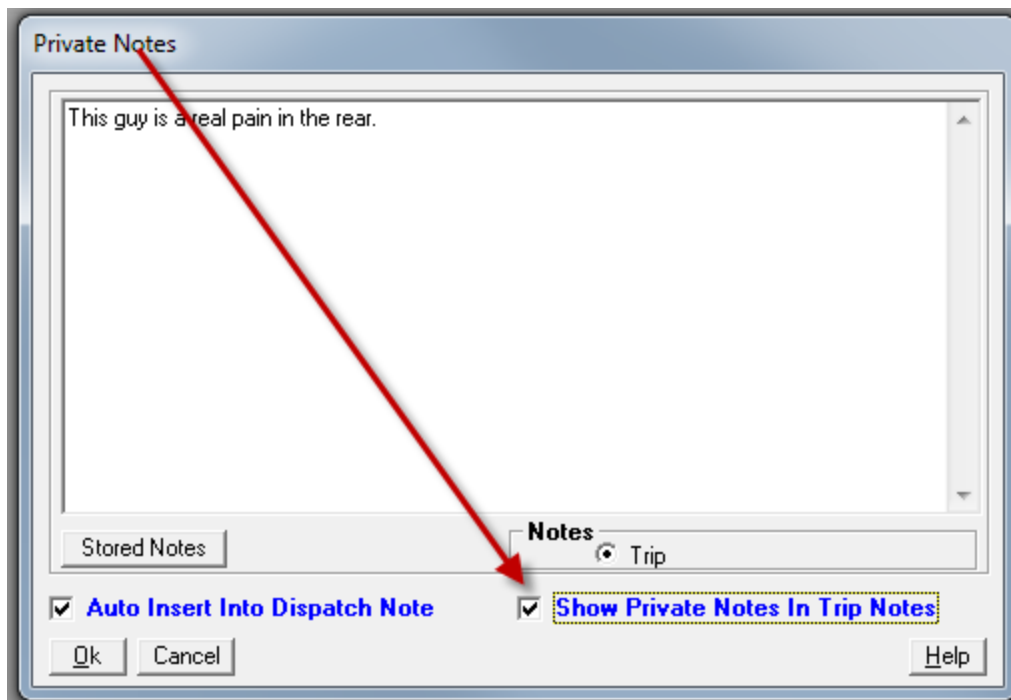 Private Notes
This guy is a real pain in the rear.
Stored Notes
Notes
Trip
Auto Insert Into Dispatch Note
Show Private Notes In Trip Notes
Ok
Cancel
Help